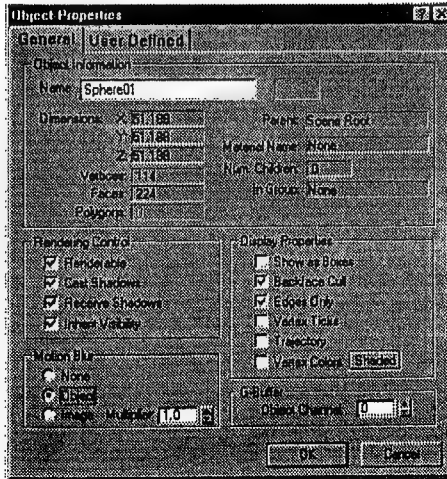 Object Properties
General User Defined
Object Information
Name: Sphere01
Dimensions: X: 51.188
Y: 51.188
Z: 51.188
Vertices: 114
Faces: 224
Polygons: 0
Parent: Scene Root
Material Name: None
Num. Children: 0
In Group: None
Rendering Control
Renderable
Cast Shadows
Receive Shadows
Inherit Visibility
Motion Blur
None
Object
Image Multiplier: 1.0
Display Properties
Show as Boxes
Backface Cull
Edges Only
Vertex Ticks
Trajectory
Vertex Colors Shaded
G-Buffer
Object Channel: 0
OK Cancel